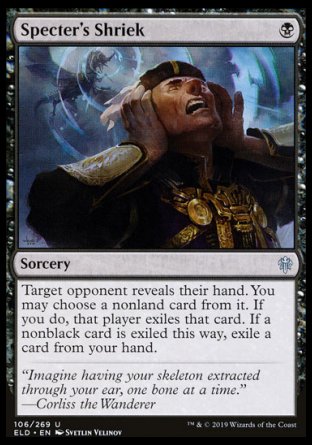 Specter's Shriek
Sorcery
Target opponent reveals their hand. You
may choose a nonland card from it. If
you do, that player exiles that card. If a
nonblack card is exiled this way, exile a
card from your hand.
"Imagine having your skeleton extracted
through your ear, one bone at a time."
—Corliss the Wanderer
106/269 U
ELD • EN Svetlin Velinov
™ & © 2019 Wizards of the Coast